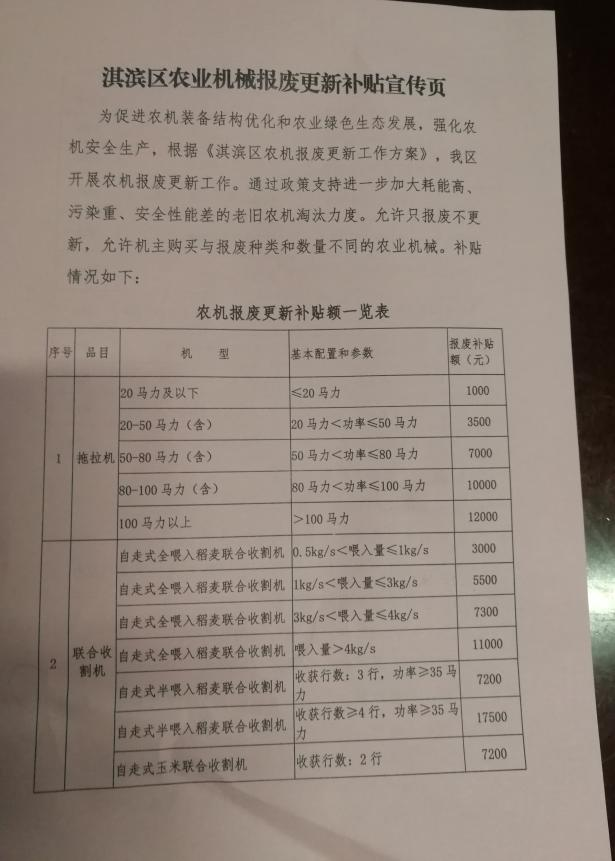 淇滨区农业机械报废更新补贴宣传页
为促进农机装备结构优化和农业绿色生态发展，强化农
机安全生产，根据《淇滨区农机报废更新工作方案》，我区
开展农机报废更新工作。通过政策支持进一步加大耗能高、
污染重、安全性能差的老旧农机淘汰力度。允许只报废不更
新，允许机主购买与报废种类和数量不同的农业机械。补贴
情况如下：
农机报废更新补贴额一览表
序号 品目 机 型 基本配置和参数 报废补贴
额（元）
20马力及以下 ≤20马力 1000
20-50马力（含） 20马力＜功率≤50马力 3500
1 拖拉机 50-80马力（含） 50马力＜功率≤80马力 7000
80-100马力（含） 80马力＜功率≤100马力 10000
100马力以上 ＞100马力 12000
自走式全喂入稻麦联合收割机 0.5kg/s＜喂入量≤1kg/s 3000
自走式全喂入稻麦联合收割机 1kg/s＜喂入量≤3kg/s 5500
自走式全喂入稻麦联合收割机 3kg/s＜喂入量≤4kg/s 7300
2 联合收
割机 自走式全喂入稻麦联合收割机 喂入量＞4kg/s 11000
自走式半喂入稻麦联合收割机 收获行数：3行，功率≥35马
力 7200
自走式半喂入稻麦联合收割机 收获行数≥4行，功率≥35马
力 17500
自走式玉米联合收割机 收获行数：2行 7200